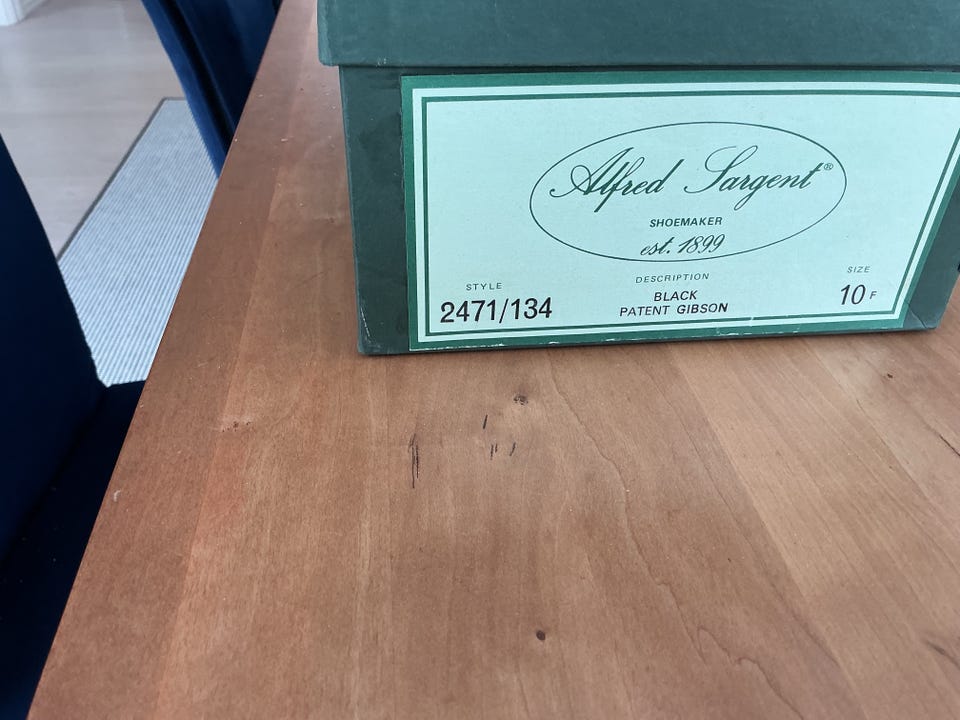 Alfred Sargent®
SHOEMAKER
est. 1899
STYLE
2471/134
DESCRIPTION
BLACK
PATENT GIBSON
SIZE
10 F